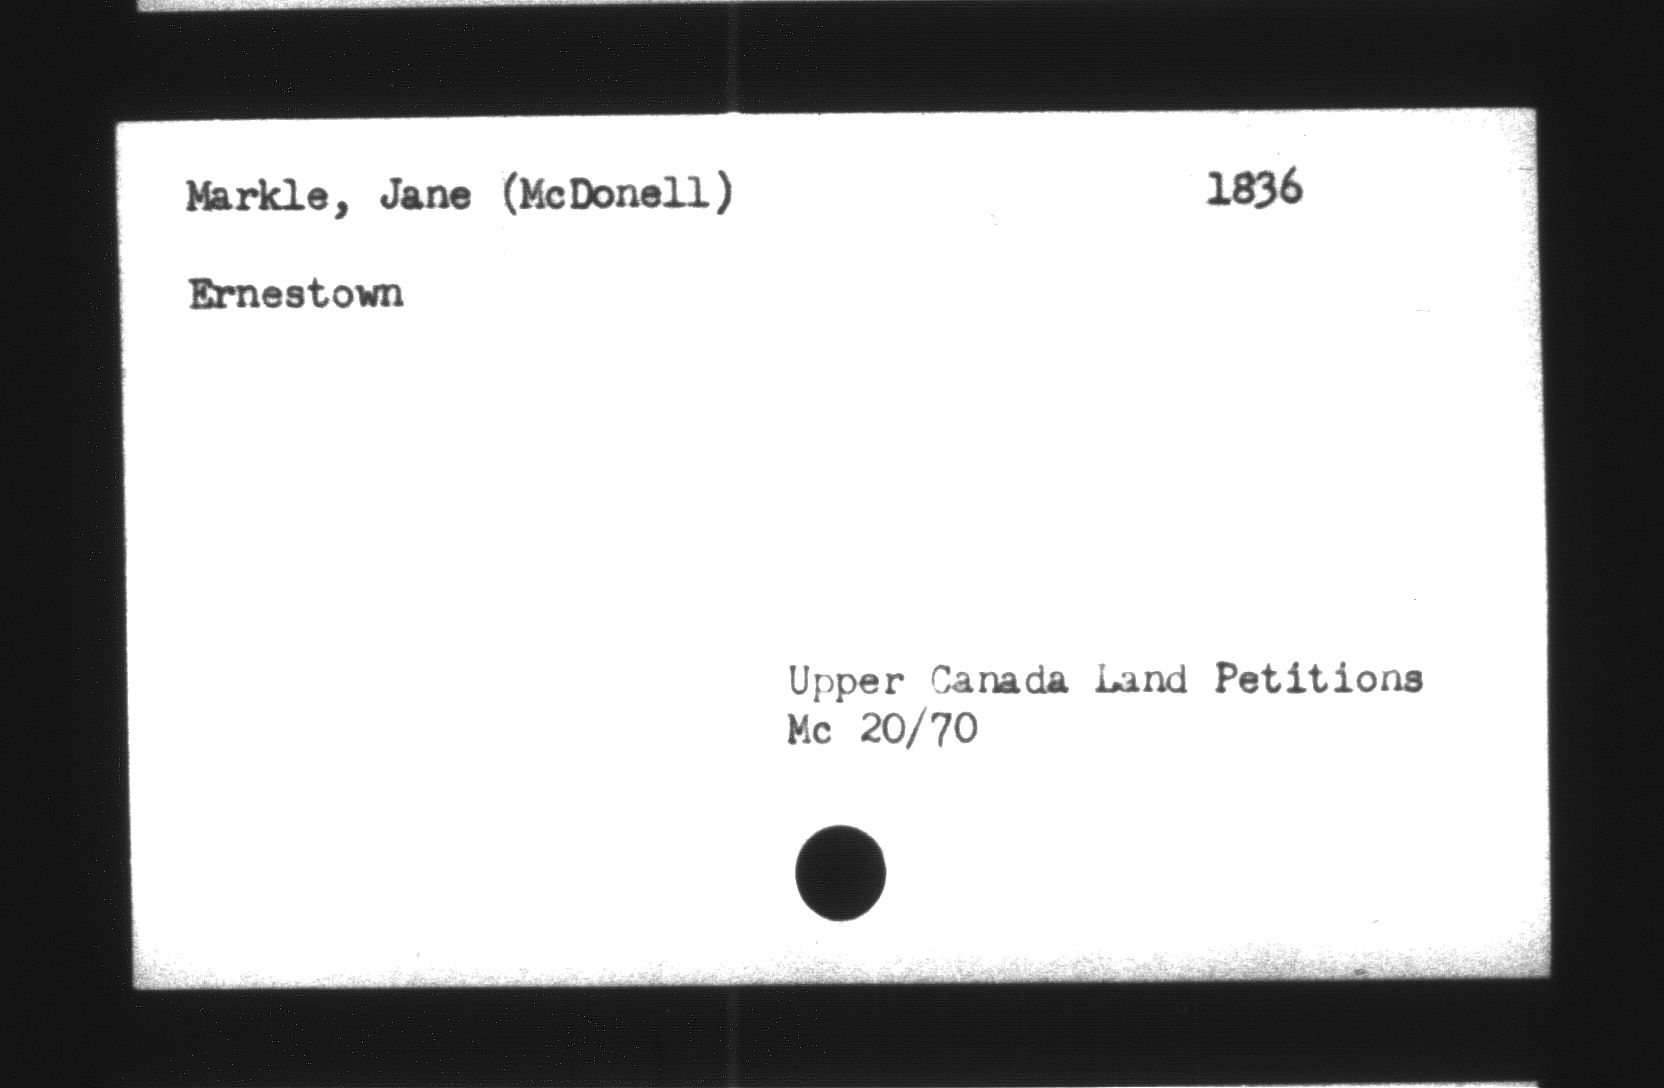 Markle, Jane (McDonell) 1836
Ernestown
Upper Canada Land Petitions
Mc 20/70